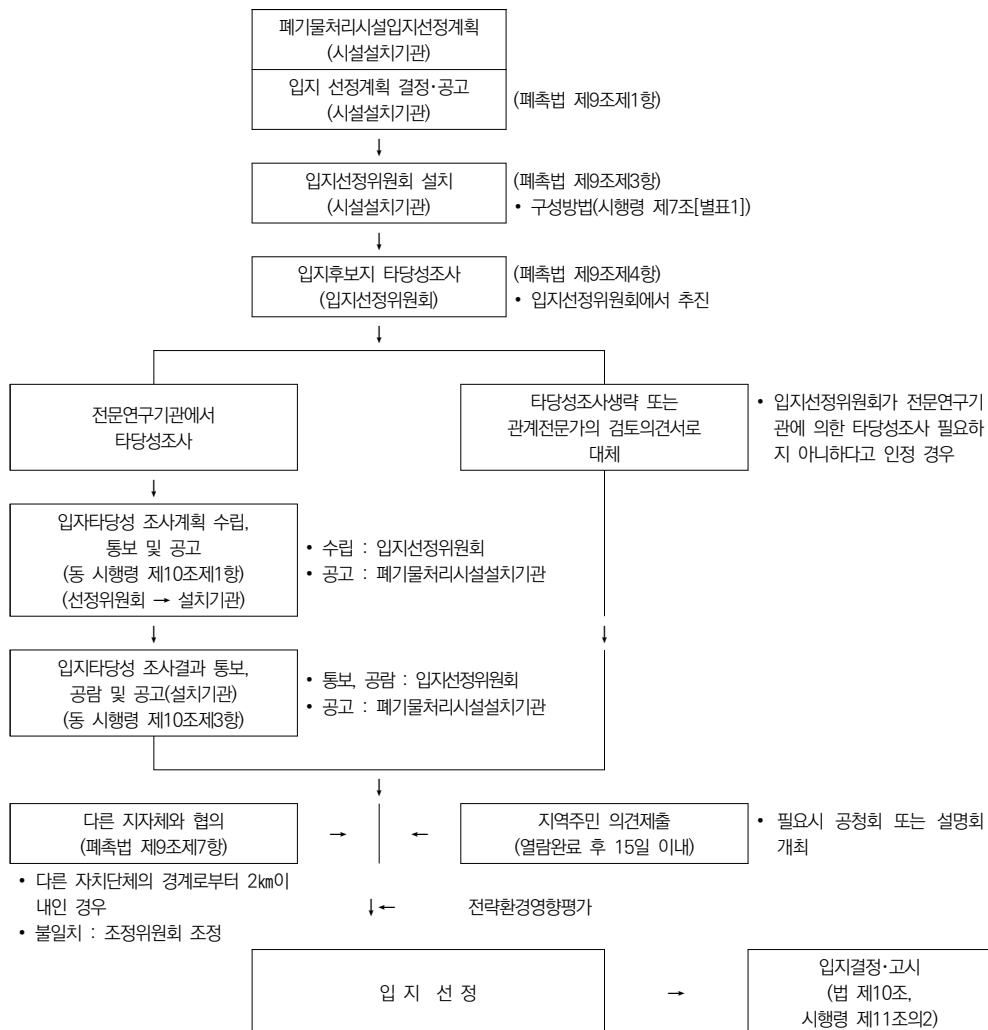 폐기물처리시설입지선정계획
(시설설치기관)
입지 선정계획 결정·공고
(시설설치기관)
(폐촉법 제9조제1항)
↓
입지선정위원회 설치
(시설설치기관)
(폐촉법 제9조제3항)
• 구성방법(시행령 제7조[별표1])
↓
입지후보지 타당성조사
(입지선정위원회)
(폐촉법 제9조제4항)
• 입지선정위원회에서 추진
↓
전문연구기관에서
타당성조사
타당성조사생략 또는
관계전문가의 검토의견서로
대체
• 입지선정위원회가 전문연구기
관에 의한 타당성조사 필요하
지 아니하다고 인정 경우
↓
입자타당성 조사계획 수립,
통보 및 공고
(동 시행령 제10조제1항)
(선정위원회 → 설치기관)
• 수립 : 입지선정위원회
• 공고 : 폐기물처리시설설치기관
↓
↓
입지타당성 조사결과 통보,
공람 및 공고(설치기관)
(동 시행령 제10조제3항)
• 통보, 공람 : 입지선정위원회
• 공고 : 폐기물처리시설설치기관
↓
다른 지자체와 협의
(폐촉법 제9조제7항)
→
←
지역주민 의견제출
(열람완료 후 15일 이내)
• 필요시 공청회 또는 설명회
개최
• 다른 자치단체의 경계로부터 2㎞이
내인 경우
• 불일치 : 조정위원회 조정
↓←
전략환경영향평가
입 지 선 정
→
입지결정·고시
(법 제10조,
시행령 제11조의2)